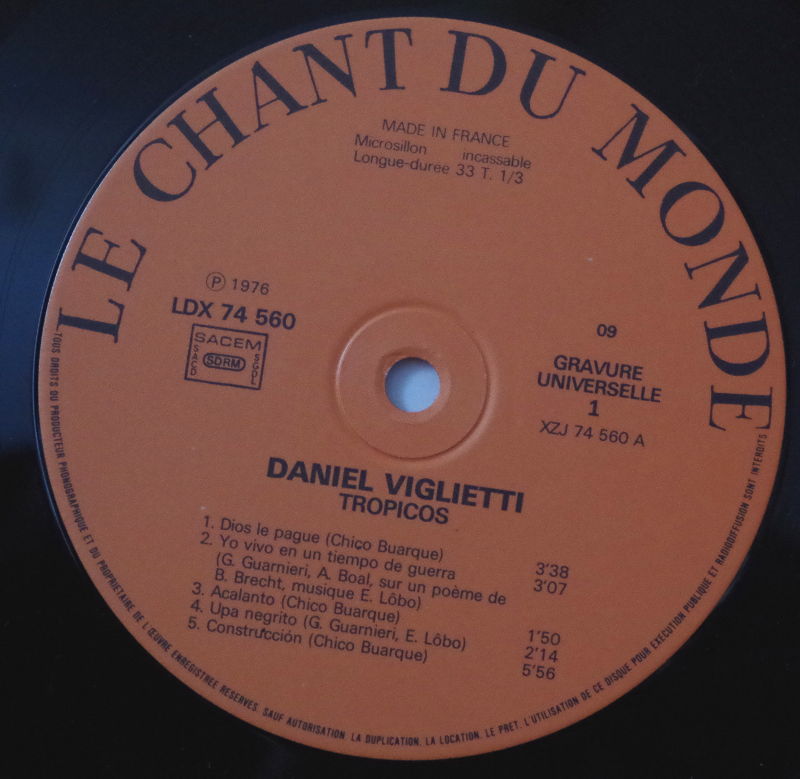 LE CHANT DU MONDE
MADE IN FRANCE
Microsillon incassable
Longue-durée 33 T. 1/3
Ⓟ 1976
LDX 74 560
SACEM
SACD SDRM SGDL
09
GRAVURE
UNIVERSELLE
1
XZJ 74 560 A
DANIEL VIGLIETTI
TROPICOS
1. Dios le pague (Chico Buarque) 3'38
2. Yo vivo en un tiempo de guerra 3'07
(G. Guarnieri, A. Boal, sur un poème de
B. Brecht, musique E. Lôbo)
3. Acalanto (Chico Buarque) 1'50
4. Upa negrito (G. Guarnieri, E. Lôbo) 2'14
5. Construcción (Chico Buarque) 5'56
TOUS DROITS DU PRODUCTEUR PHONOGRAPHIQUE ET DU PROPRIETAIRE DE L'ŒUVRE ENREGISTREE RESERVES. SAUF AUTORISATION. LA DUPLICATION. LA LOCATION. LE PRET. L'UTILISATION DE CE DISQUE POUR EXECUTION PUBLIQUE ET RADIODIFFUSION SONT INTERDITS